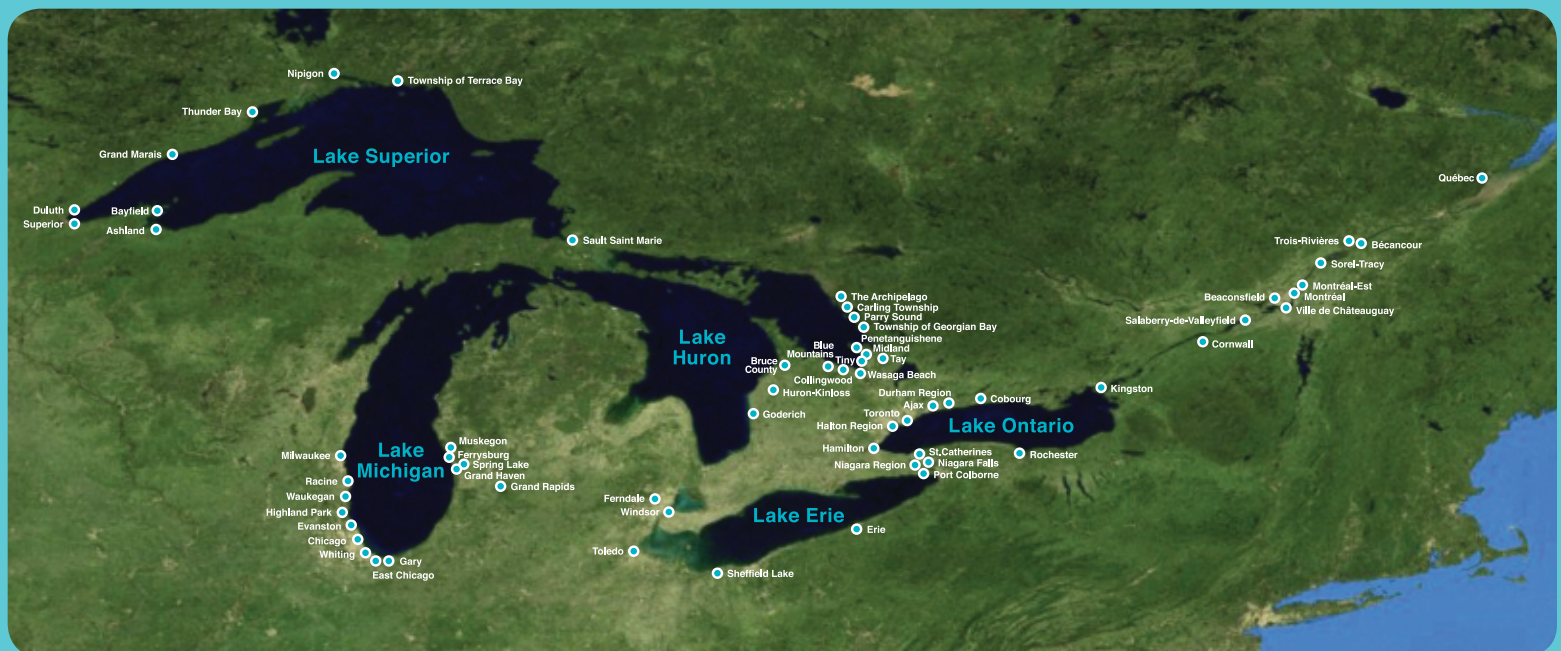 Nipigon
Township of Terrace Bay
Thunder Bay
Grand Marais
Lake Superior
Duluth
Superior
Bayfield
Ashland
Sault Saint Marie
Québec
Trois-Rivières
Bécancour
Sorel-Tracy
Montréal-Est
Montréal
Beaconsfield
Ville de Châteauguay
Salaberry-de-Valleyfield
Cornwall
The Archipelago
Carling Township
Parry Sound
Township of Georgian Bay
Penetanguishene
Midland
Tay
Tiny
Blue
Mountains
Bruce
County
Collingwood
Wasaga Beach
Huron-Kinloss
Goderich
Lake
Huron
Durham Region
Ajax
Cobourg
Kingston
Toronto
Halton Region
Lake Ontario
Hamilton
St.Catherines
Niagara Region
Niagara Falls
Port Colborne
Rochester
Muskegon
Ferrysburg
Spring Lake
Grand Haven
Grand Rapids
Lake
Michigan
Milwaukee
Racine
Waukegan
Highland Park
Evanston
Chicago
Whiting
Gary
East Chicago
Ferndale
Windsor
Toledo
Lake Erie
Erie
Sheffield Lake